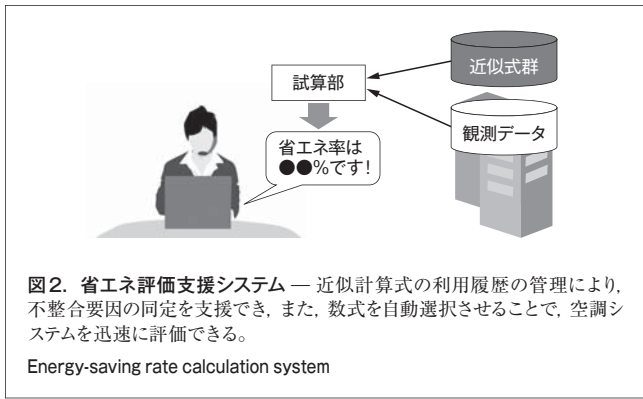 近似式群
試算部
観測データ
省エネ率は
●●%です!
図2. 省エネ評価支援システム — 近似計算式の利用履歴の管理により,
不整合要因の同定を支援でき, また, 数式を自動選択させることで, 空調シ
ステムを迅速に評価できる。
Energy-saving rate calculation system